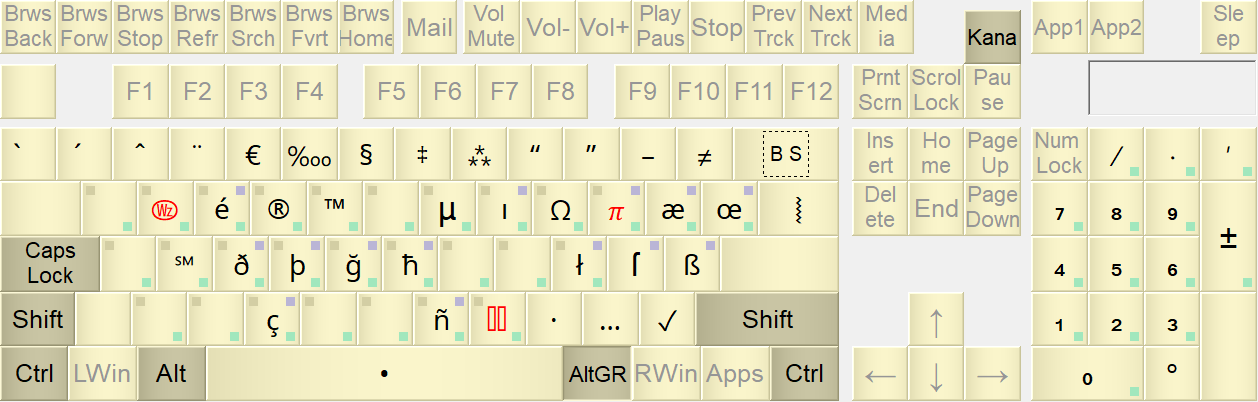 Brws Back Brws Forw Brws Stop Brws Refr Brws Srch Brws Fvrt Brws Home Mail Vol Mute Vol- Vol+ Play Paus Stop Prev Trck Next Trck Med ia Kana App1 App2 Sle ep
F1 F2 F3 F4 F5 F6 F7 F8 F9 F10 F11 F12 Prnt Scrn Scrol Lock Pau se
` ´ ˆ ¨ € ‱ § ‡ ⁂ “ ” – ≠ B S Ins ert Ho me Page Up Num Lock ⁄ · ′
é ® ™ µ ı Ω π æ œ ⸾ Del ete End Page Down 7 8 9 ±
Caps Lock ℠ ð þ ğ ħ ł ſ ß 4 5 6
Shift ç ñ · … ✓ Shift ↑ 1 2 3
Ctrl LWin Alt • AltGR RWin Apps Ctrl ← ↓ → 0 °